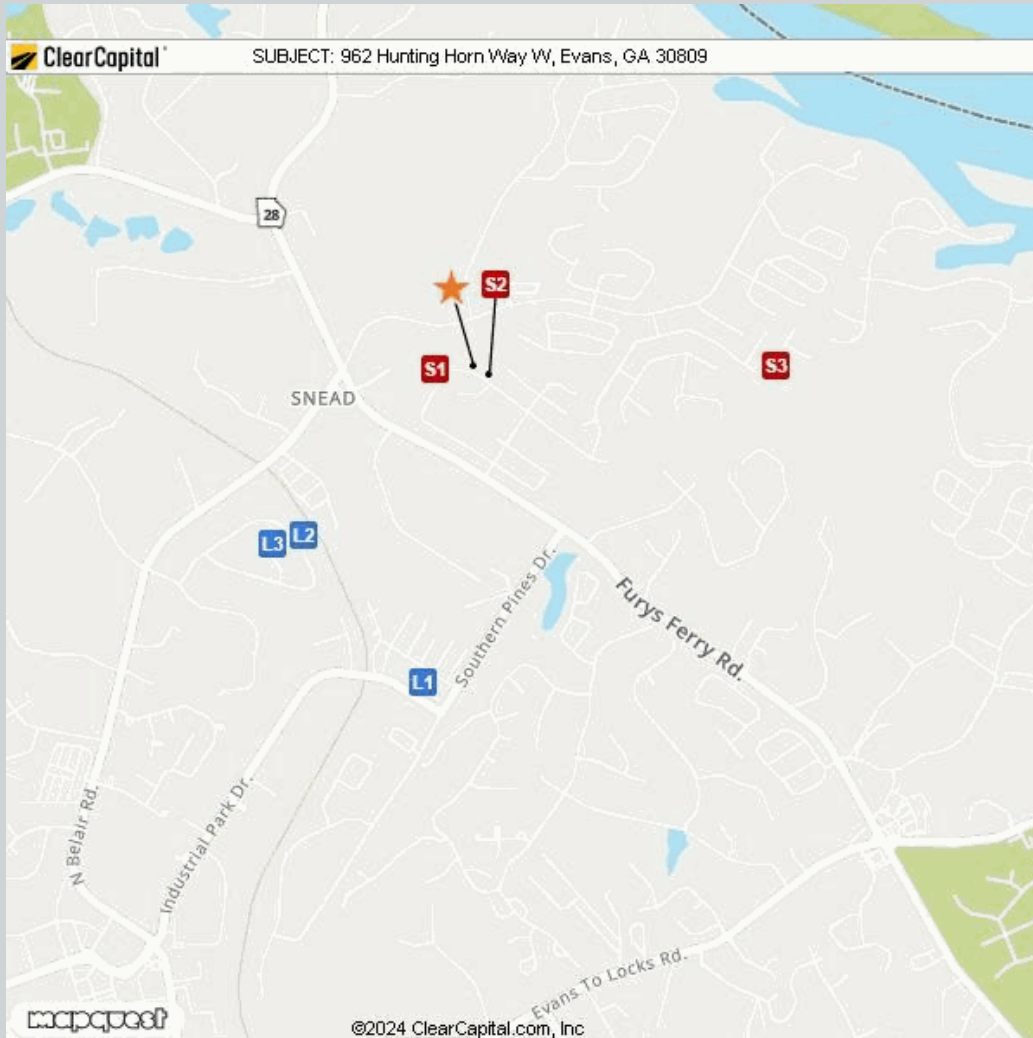 ClearCapital
SUBJECT: 962 Hunting Horn Way W, Evans, GA 30809
28
S2
S1
S3
SNEAD
L3
L2
Southern Pines Dr.
Furys Ferry Rd.
L1
N Belair Rd.
Industrial Park Dr.
Evans To Locks Rd.
mapquest
©2024 ClearCapital.com, Inc